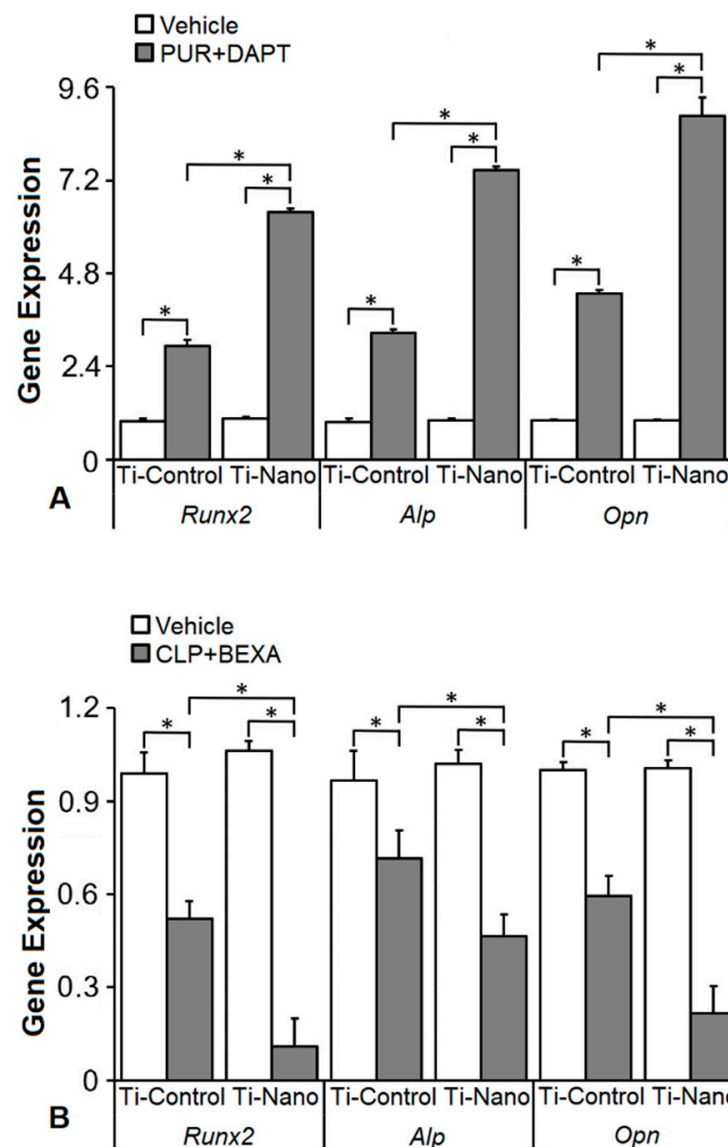 Vehicle
PUR+DAPT
Gene Expression
9.6
7.2
4.8
2.4
0
* * * * * * * * *
Ti-Control Ti-Nano Ti-Control Ti-Nano Ti-Control Ti-Nano
A
Runx2 Alp Opn
Vehicle
CLP+BEXA
Gene Expression
1.2
0.9
0.6
0.3
0
* * * * * * * * *
Ti-Control Ti-Nano Ti-Control Ti-Nano Ti-Control Ti-Nano
B
Runx2 Alp Opn